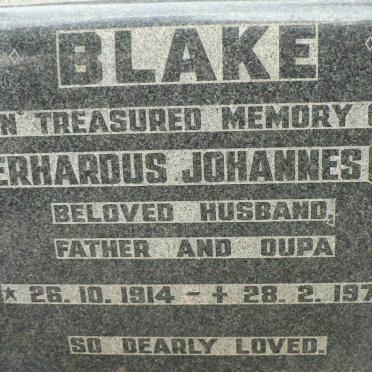 BLAKE
N TREASURED MEMORY O
ERHARDUS JOHANNES
BELOVED HUSBAND,
FATHER AND OUPA
★ 26.10.1914 ~ ✝ 28.2.197
SO DEARLY LOVED.